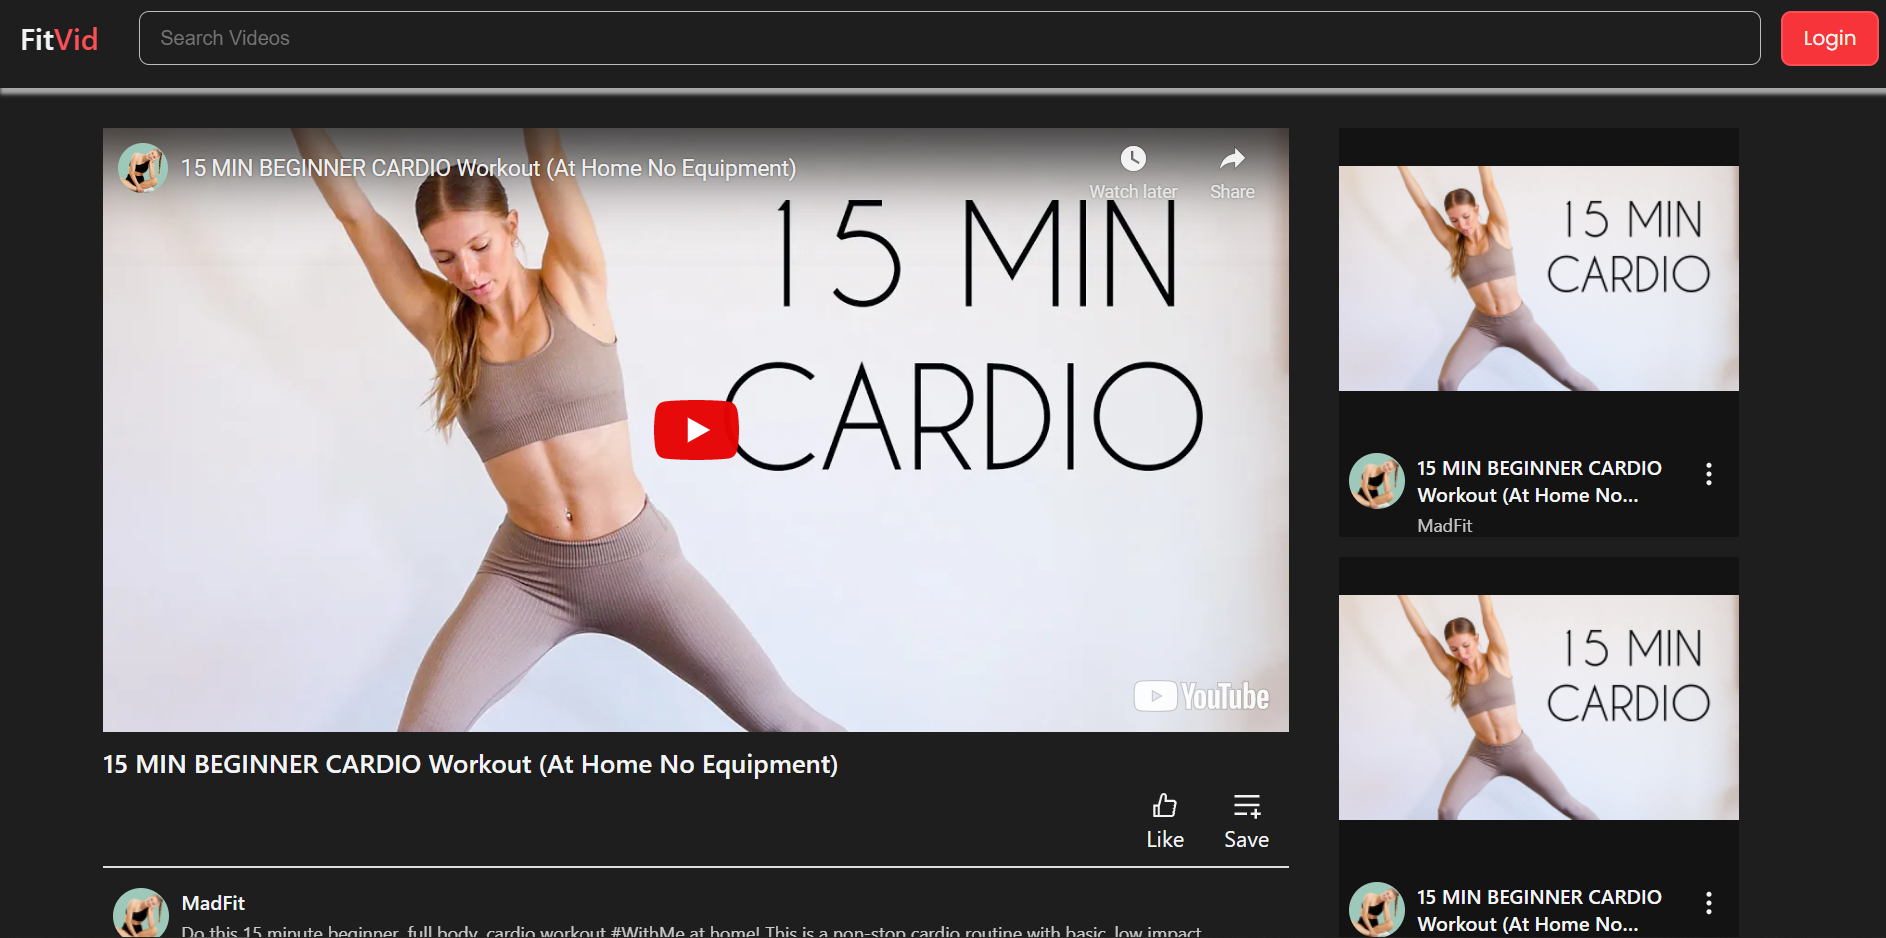 FitVid
Search Videos
Login
15 MIN BEGINNER CARDIO Workout (At Home No Equipment)
Watch later
Share
15 MIN
CARDIO
YouTube
15 MIN BEGINNER CARDIO Workout (At Home No Equipment)
Like
Save
MadFit
Do this 15 minute beginner, full body, cardio workout #WithMe at home! This is a non-stop cardio routine with basic, low impact
15 MIN
CARDIO
15 MIN BEGINNER CARDIO
Workout (At Home No...
MadFit
15 MIN
CARDIO
15 MIN BEGINNER CARDIO
Workout (At Home No...